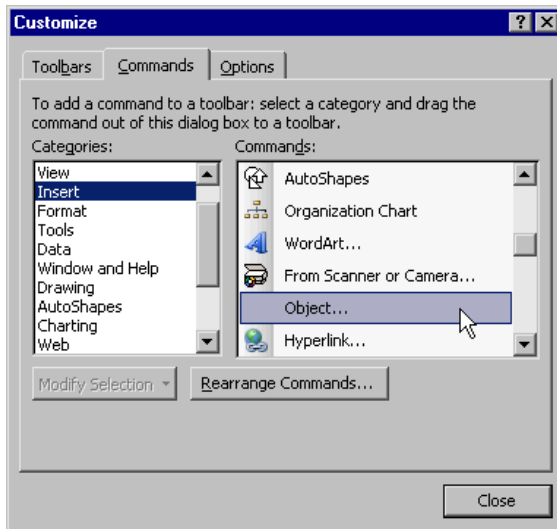 Customize
Toolbars
Commands
Options
To add a command to a toolbar: select a category and drag the
command out of this dialog box to a toolbar.
Categories:
Commands:
View
Insert
Format
Tools
Data
Window and Help
Drawing
AutoShapes
Charting
Web
AutoShapes
Organization Chart
WordArt...
From Scanner or Camera...
Object...
Hyperlink...
Modify Selection
Rearrange Commands...
Close